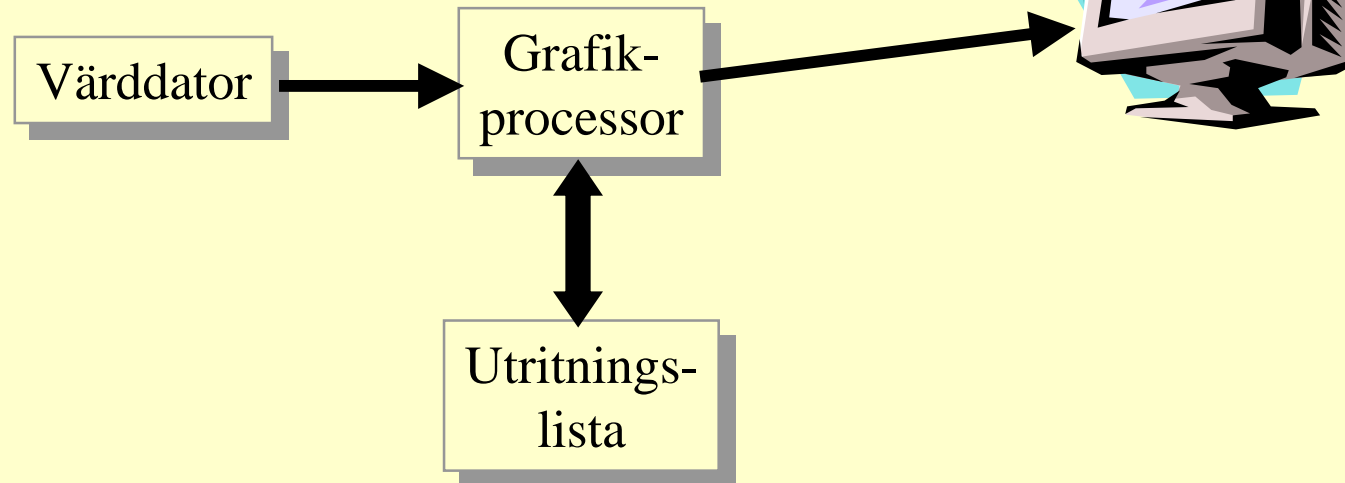 Värddator
Grafik-
processor
Utritnings-
lista